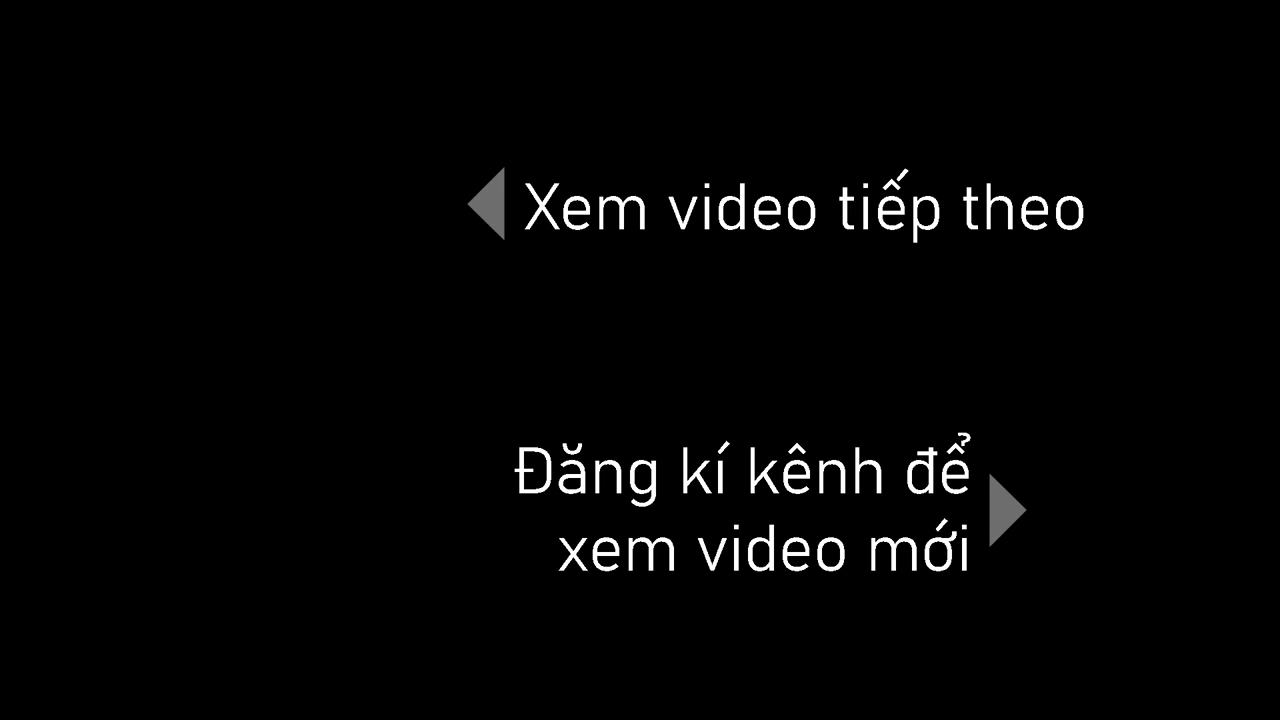 Xem video tiếp theo
Đăng kí kênh để
xem video mới